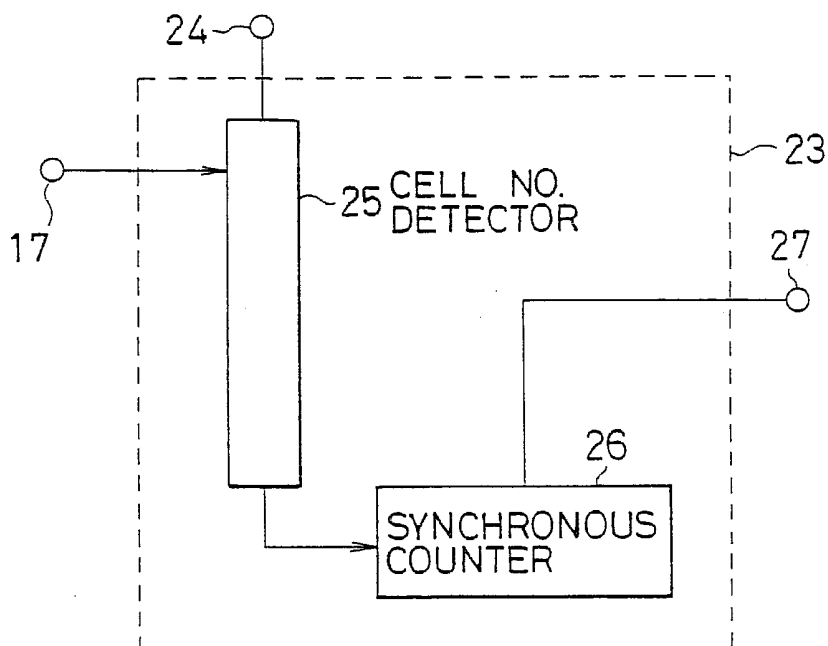 24
23
25 CELL NO.
DETECTOR
17
27
26
SYNCHRONOUS
COUNTER